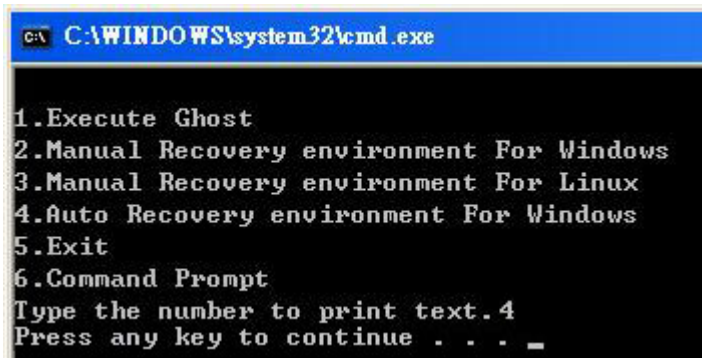 C:\WINDOWS\system32\cmd.exe
1.Execute Ghost
2.Manual Recovery environment For Windows
3.Manual Recovery environment For Linux
4.Auto Recovery environment For Windows
5.Exit
6.Command Prompt
Type the number to print text.4
Press any key to continue . . . _